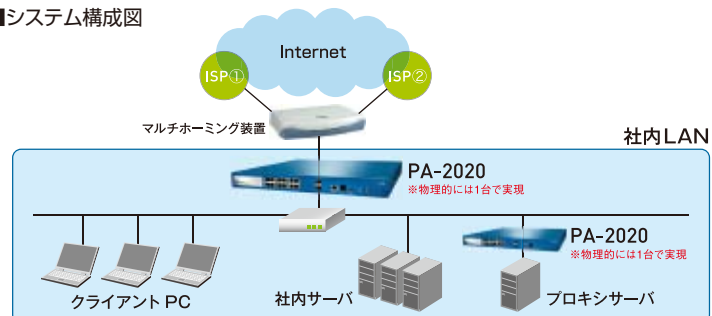 ■システム構成図
Internet
ISP①
ISP②
マルチホーミング装置
社内LAN
PA-2020
※物理的には1台で実現
PA-2020
※物理的には1台で実現
クライアントPC
社内サーバ
プロキシサーバ